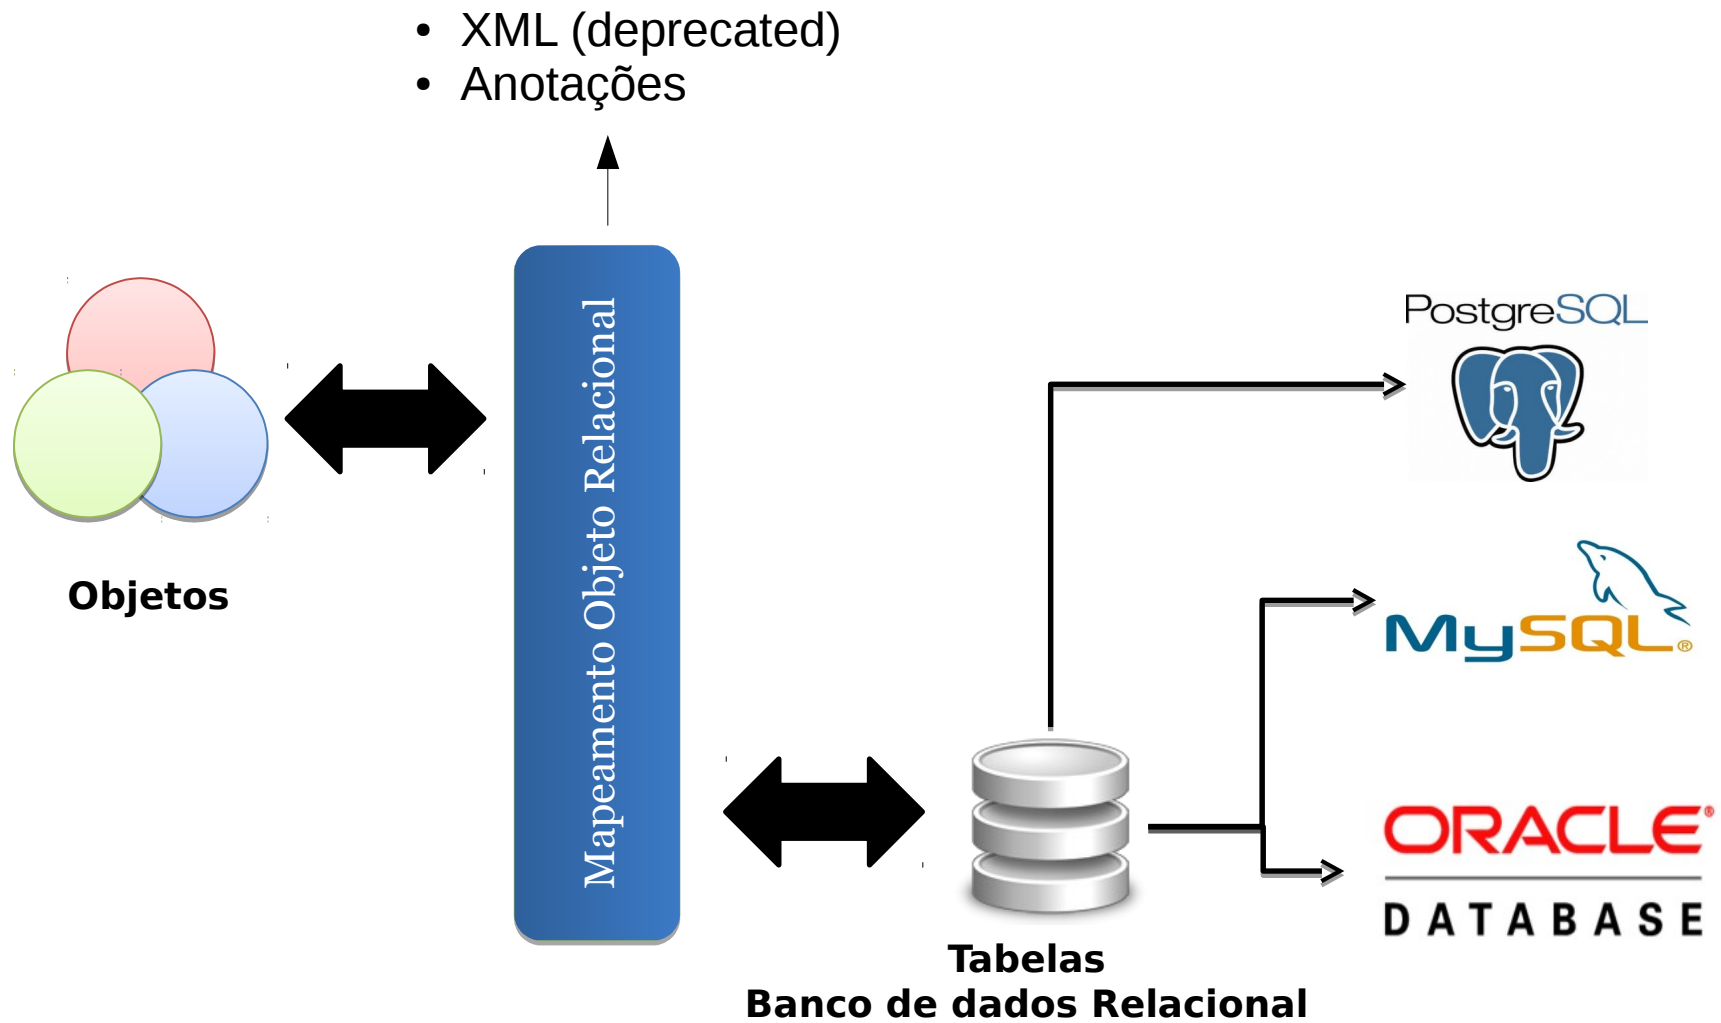 • XML (deprecated)
• Anotações
Mapeamento Objeto Relacional
Objetos
PostgreSQL
MySQL®
ORACLE®
DATABASE
Tabelas
Banco de dados Relacional